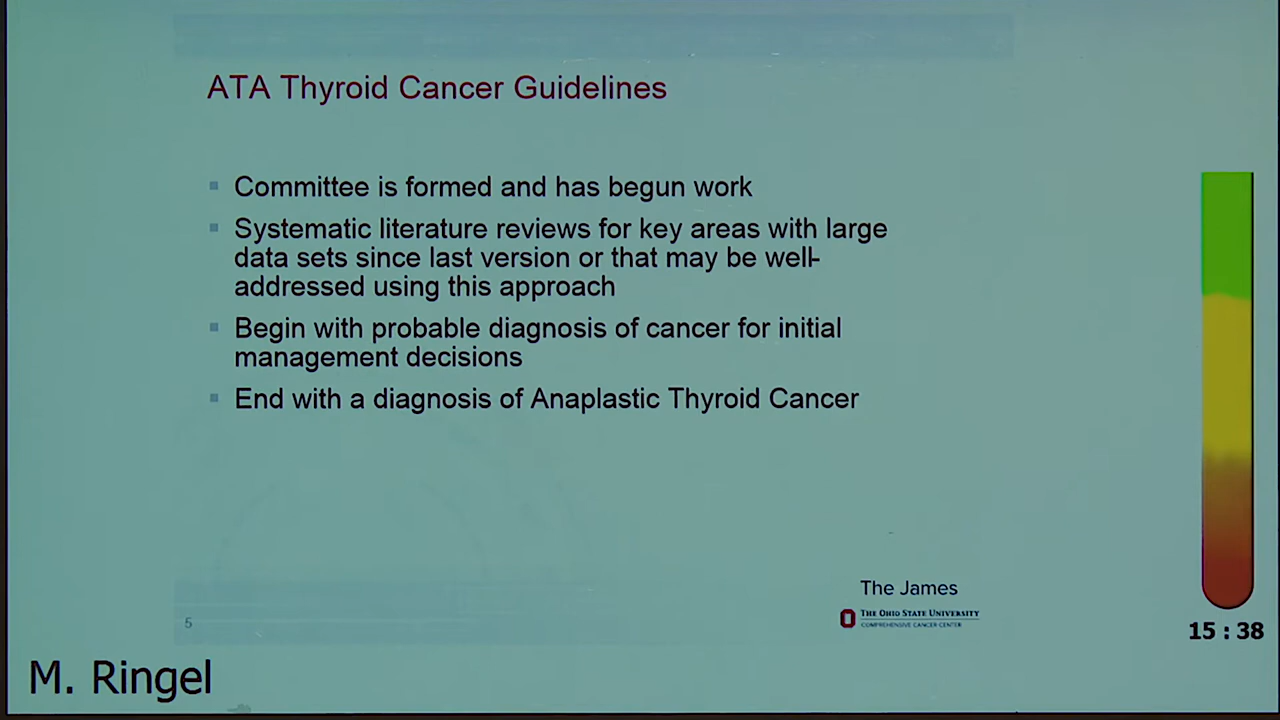 ATA Thyroid Cancer Guidelines
Committee is formed and has begun work
Systematic literature reviews for key areas with large
data sets since last version or that may be well-
addressed using this approach
Begin with probable diagnosis of cancer for initial
management decisions
End with a diagnosis of Anaplastic Thyroid Cancer
The James
THE OHIO STATE UNIVERSITY
COMPREHENSIVE CANCER CENTER
5
15 : 38
M. Ringel